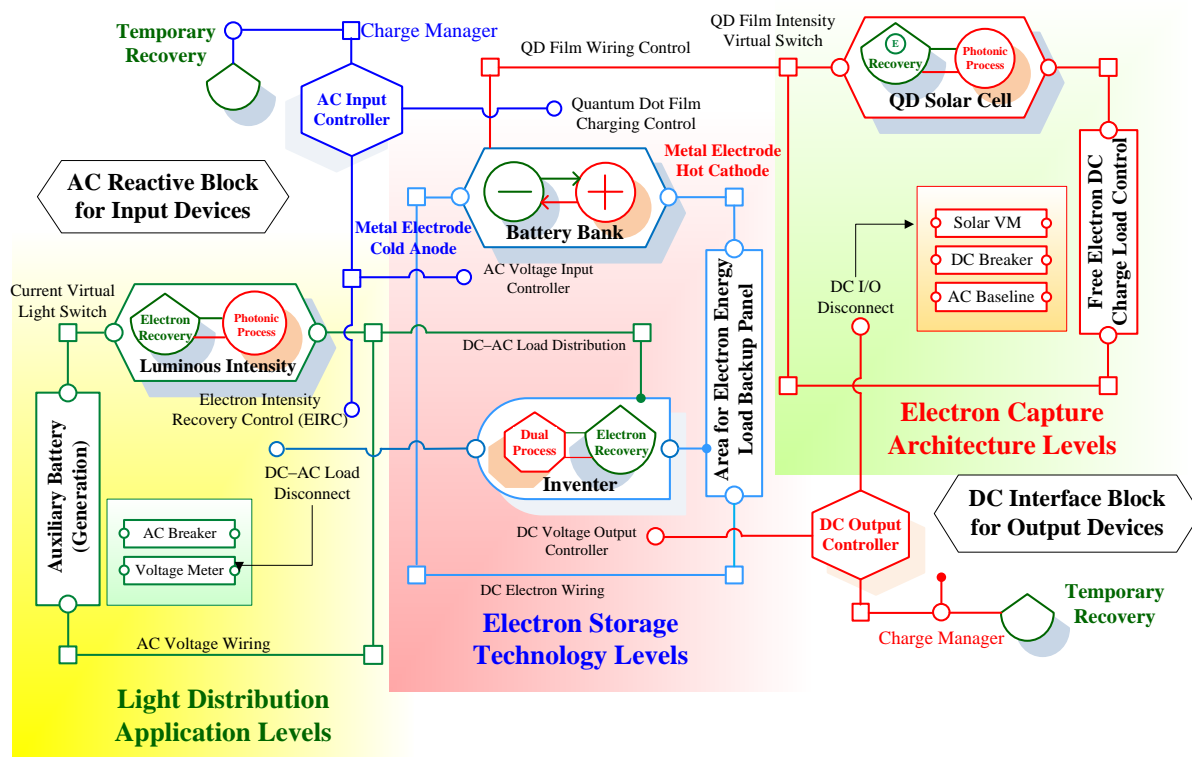 Temporary
Recovery
Charge Manager
AC Input
Controller
QD Film Wiring Control
Quantum Dot Film
Charging Control
QD Film Intensity
Virtual Switch
E
Recovery
Photonic
Process
QD Solar Cell
AC Reactive Block
for Input Devices
Metal Electrode
Hot Cathode
Metal Electrode
Cold Anode
Battery Bank
AC Voltage Input
Controller
Free Electron DC
Charge Load Control
Solar VM
DC Breaker
AC Baseline
DC I/O
Disconnect
Current Virtual
Light Switch
Electron
Recovery
Photonic
Process
Luminous Intensity
DC–AC Load Distribution
Area for Electron Energy
Load Backup Panel
Electron Intensity
Recovery Control (EIRC)
Electron Capture
Architecture Levels
Dual
Process
Electron
Recovery
Inventer
DC–AC Load
Disconnect
Auxiliary Battery
(Generation)
AC Breaker
Voltage Meter
DC Interface Block
for Output Devices
DC Voltage Output
Controller
DC Output
Controller
DC Electron Wiring
Temporary
Recovery
Charge Manager
AC Voltage Wiring
Electron Storage
Technology Levels
Light Distribution
Application Levels